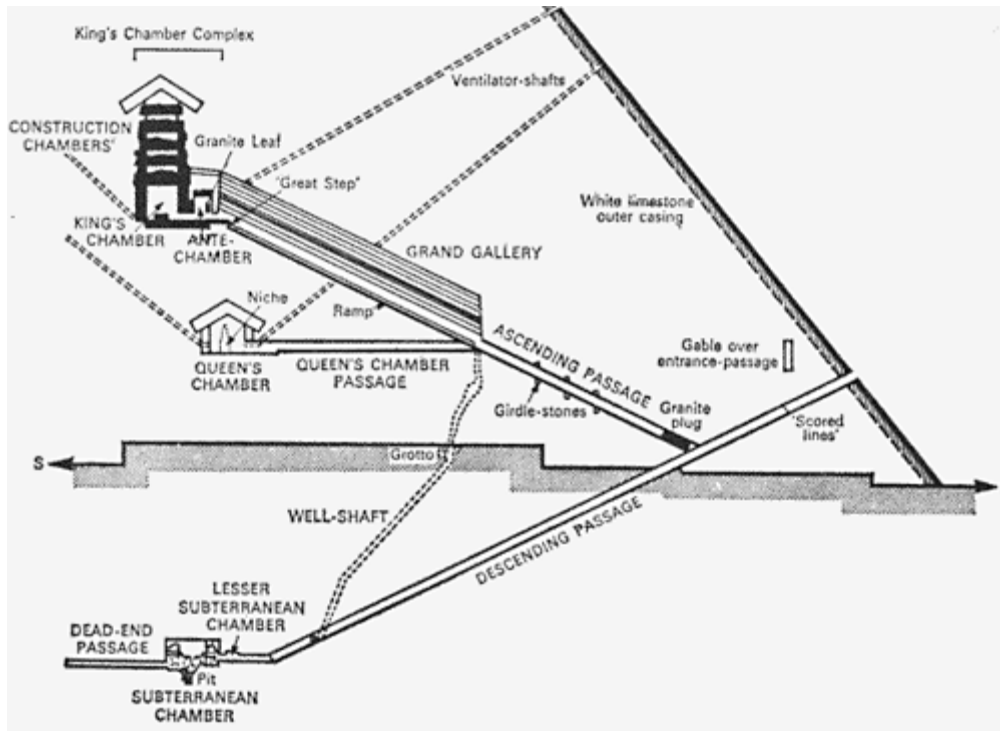 King's Chamber Complex
Ventilator-shafts
CONSTRUCTION
CHAMBERS'
Granite Leaf
'Great Step"
White limestone
outer casing
KING'S
CHAMBER
ANTE-
CHAMBER
GRAND GALLERY
Niche
Ramp
ASCENDING PASSAGE
Gable over
entrance-passage
QUEEN'S
CHAMBER
QUEEN'S CHAMBER
PASSAGE
Girdle-stones
Granite
plug
'Scored
lines'
Grotto
S
WELL-SHAFT
DESCENDING PASSAGE
LESSER
SUBTERRANEAN
CHAMBER
DEAD-END
PASSAGE
Pit
SUBTERRANEAN
CHAMBER